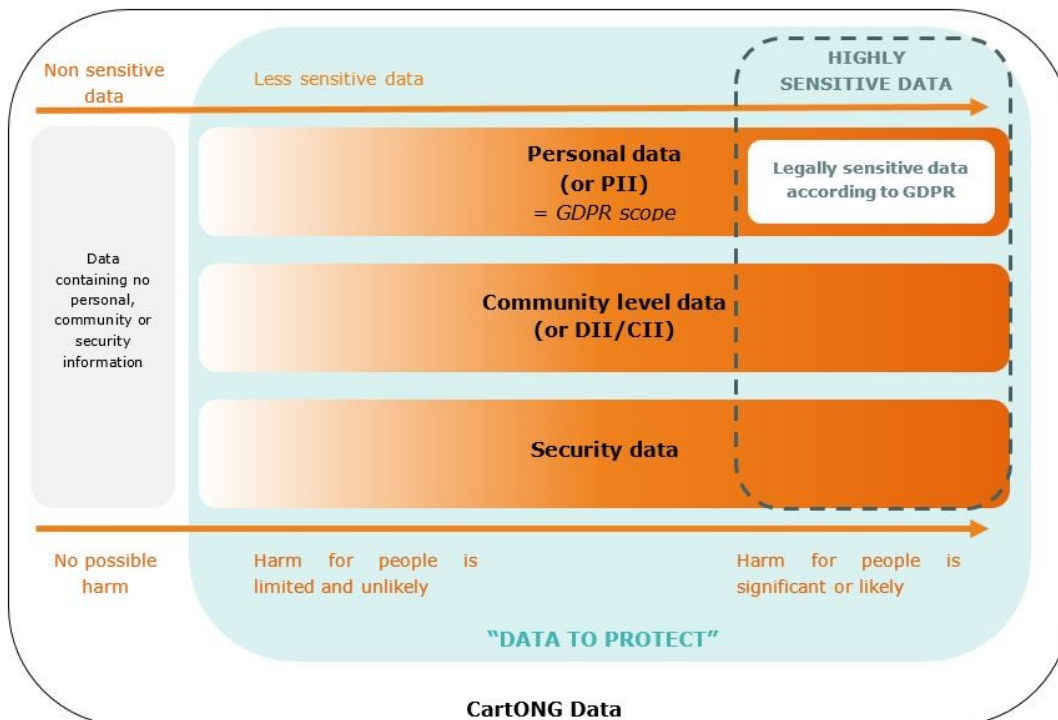 Non sensitive
data
Less sensitive data
HIGHLY
SENSITIVE DATA
Personal data
(or PII)
= GDPR scope
Legally sensitive data
according to GDPR
Data
containing no
personal,
community or
security
information
Community level data
(or DII/CII)
Security data
No possible
harm
Harm for people is
limited and unlikely
Harm for people is
significant or likely
“DATA TO PROTECT”
CartONG Data